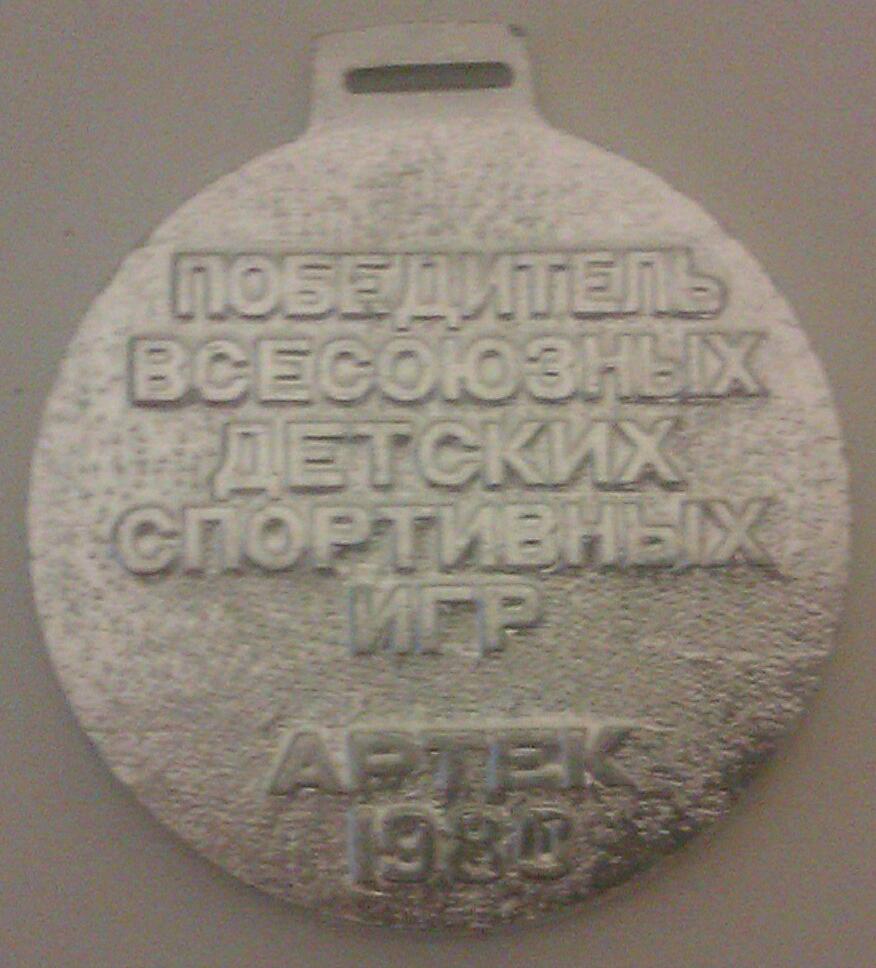 ПОБЕДИТЕЛЬ
ВСЕСОЮЗНЫХ
ДЕТСКИХ
СПОРТИВНЫХ
ИГР
АРТЕК
1980